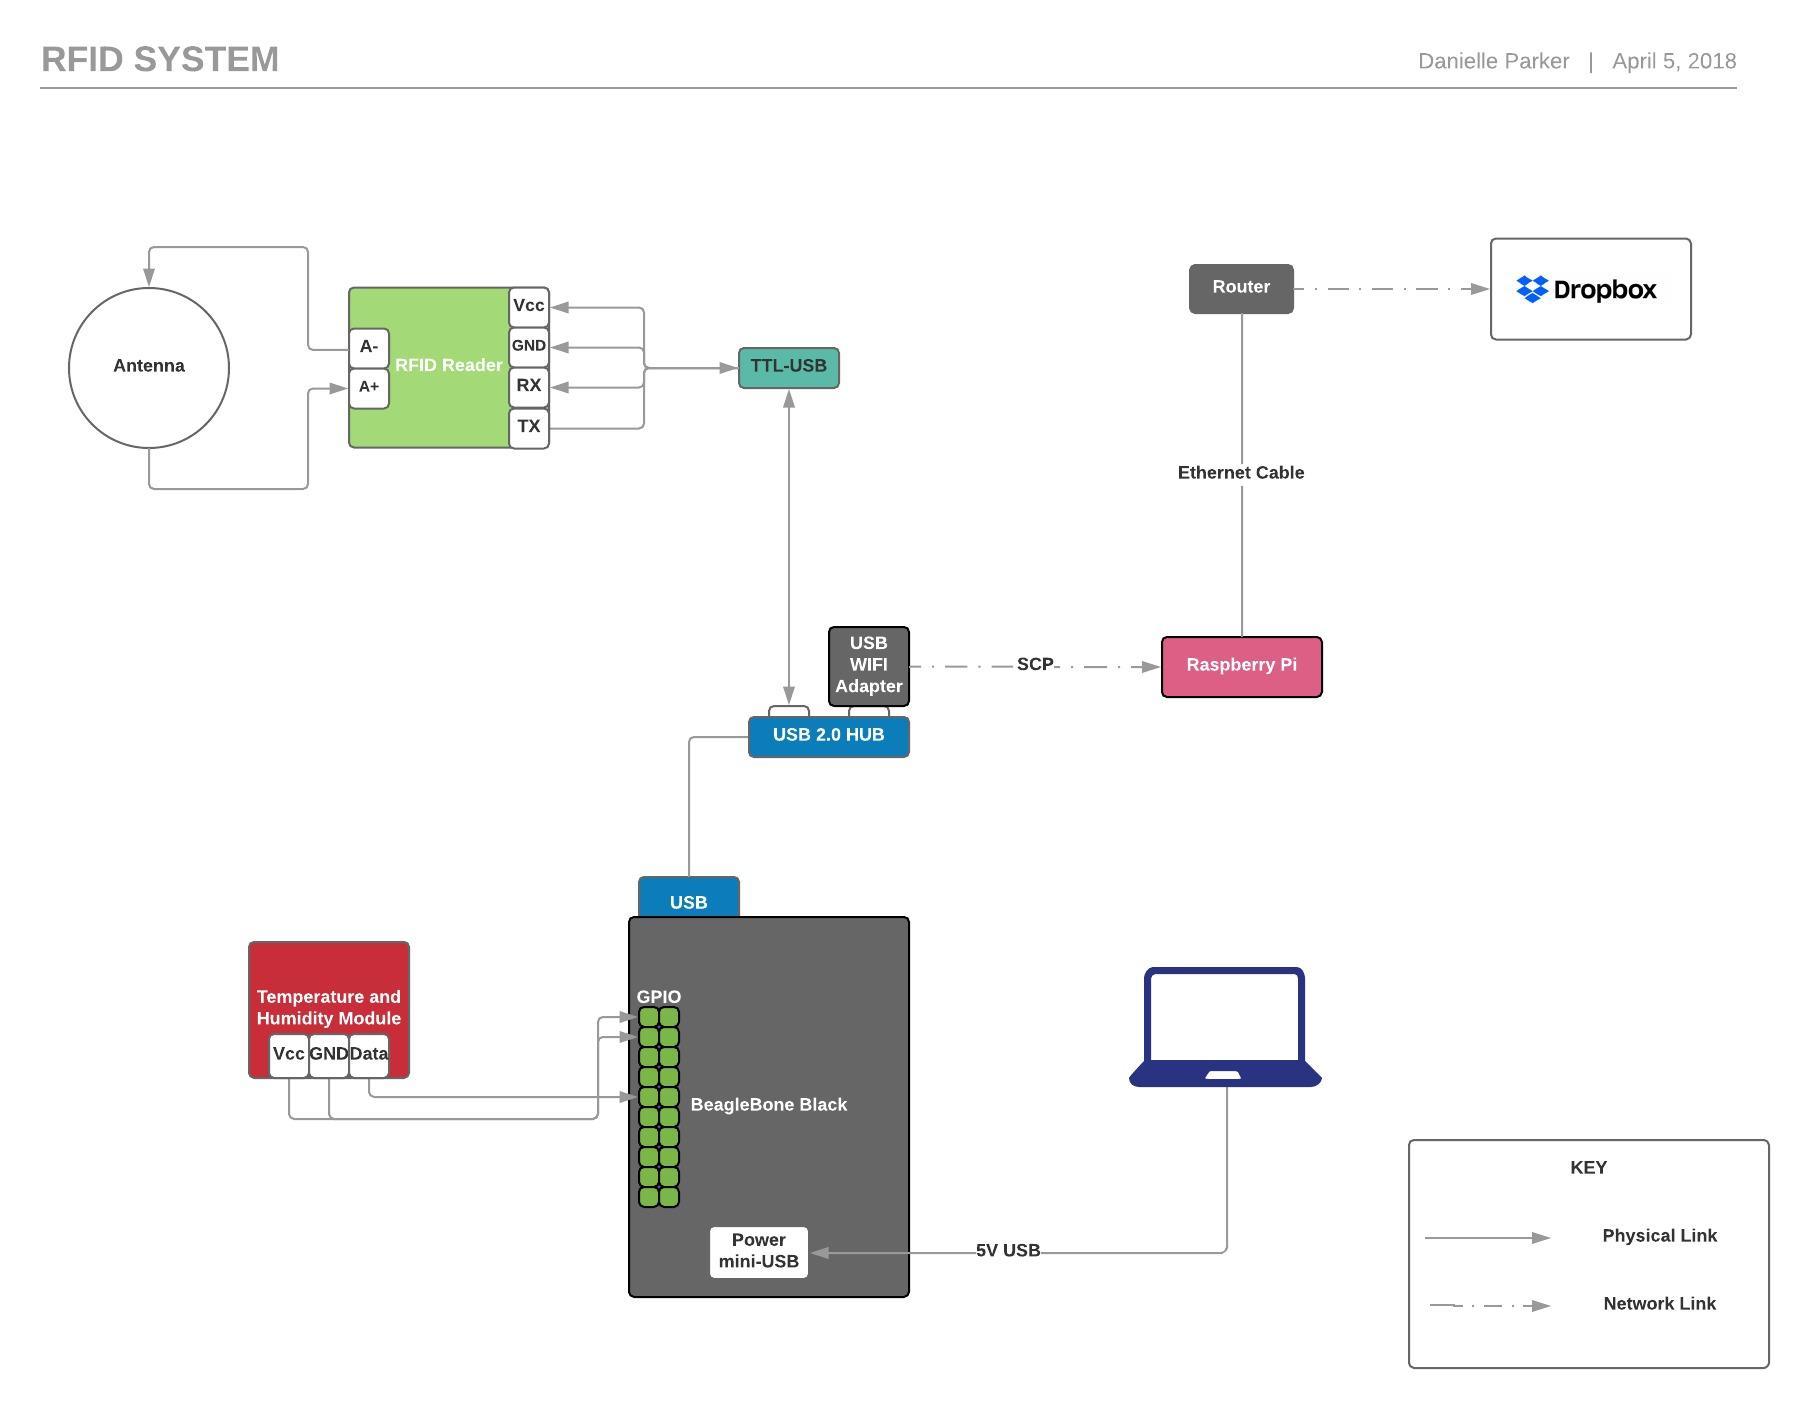 RFID SYSTEM
Danielle Parker | April 5, 2018
Antenna
A-
A+
RFID Reader
Vcc
GND
RX
TX
TTL-USB
Router
Dropbox
Ethernet Cable
USB
WIFI
Adapter
SCP
Raspberry Pi
USB 2.0 HUB
USB
Temperature and
Humidity Module
Vcc
GND
Data
GPIO
BeagleBone Black
Power
mini-USB
5V USB
KEY
Physical Link
Network Link